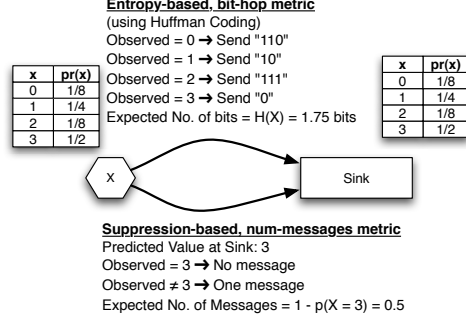 Entropy-based, bit-hop metric
(using Huffman Coding)
Observed = 0 → Send "110"
Observed = 1 → Send "10"
Observed = 2 → Send "111"
Observed = 3 → Send "0"
Expected No. of bits = H(X) = 1.75 bits
x pr(x)
0 1/8
1 1/4
2 1/8
3 1/2
x pr(x)
0 1/8
1 1/4
2 1/8
3 1/2
X
Sink
Suppression-based, num-messages metric
Predicted Value at Sink: 3
Observed = 3 → No message
Observed ≠ 3 → One message
Expected No. of Messages = 1 - p(X = 3) = 0.5